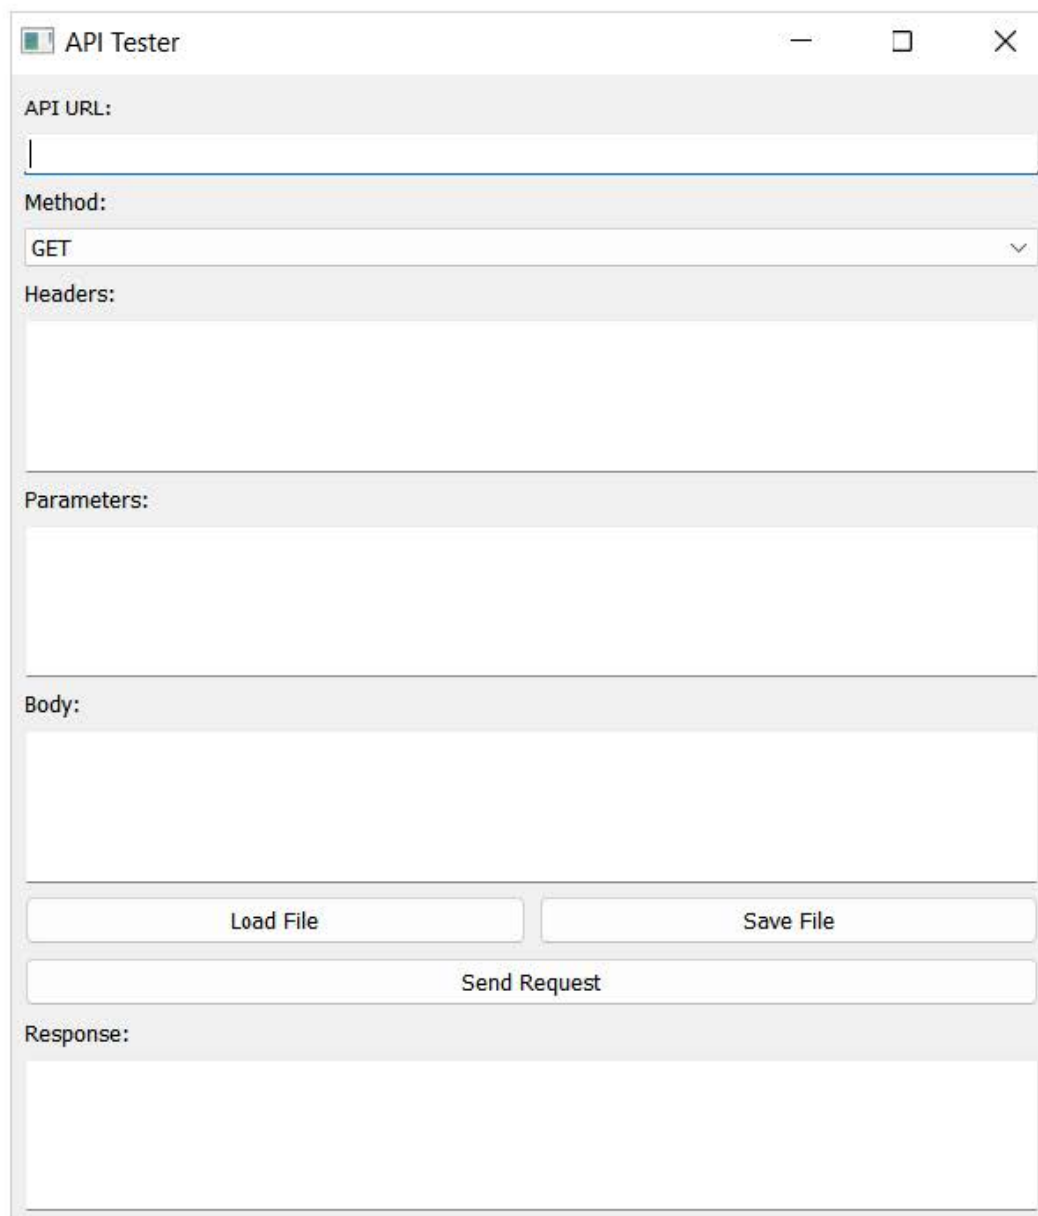 API Tester
API URL:
Method:
GET
Headers:
Parameters:
Body:
Load File Save File
Send Request
Response: